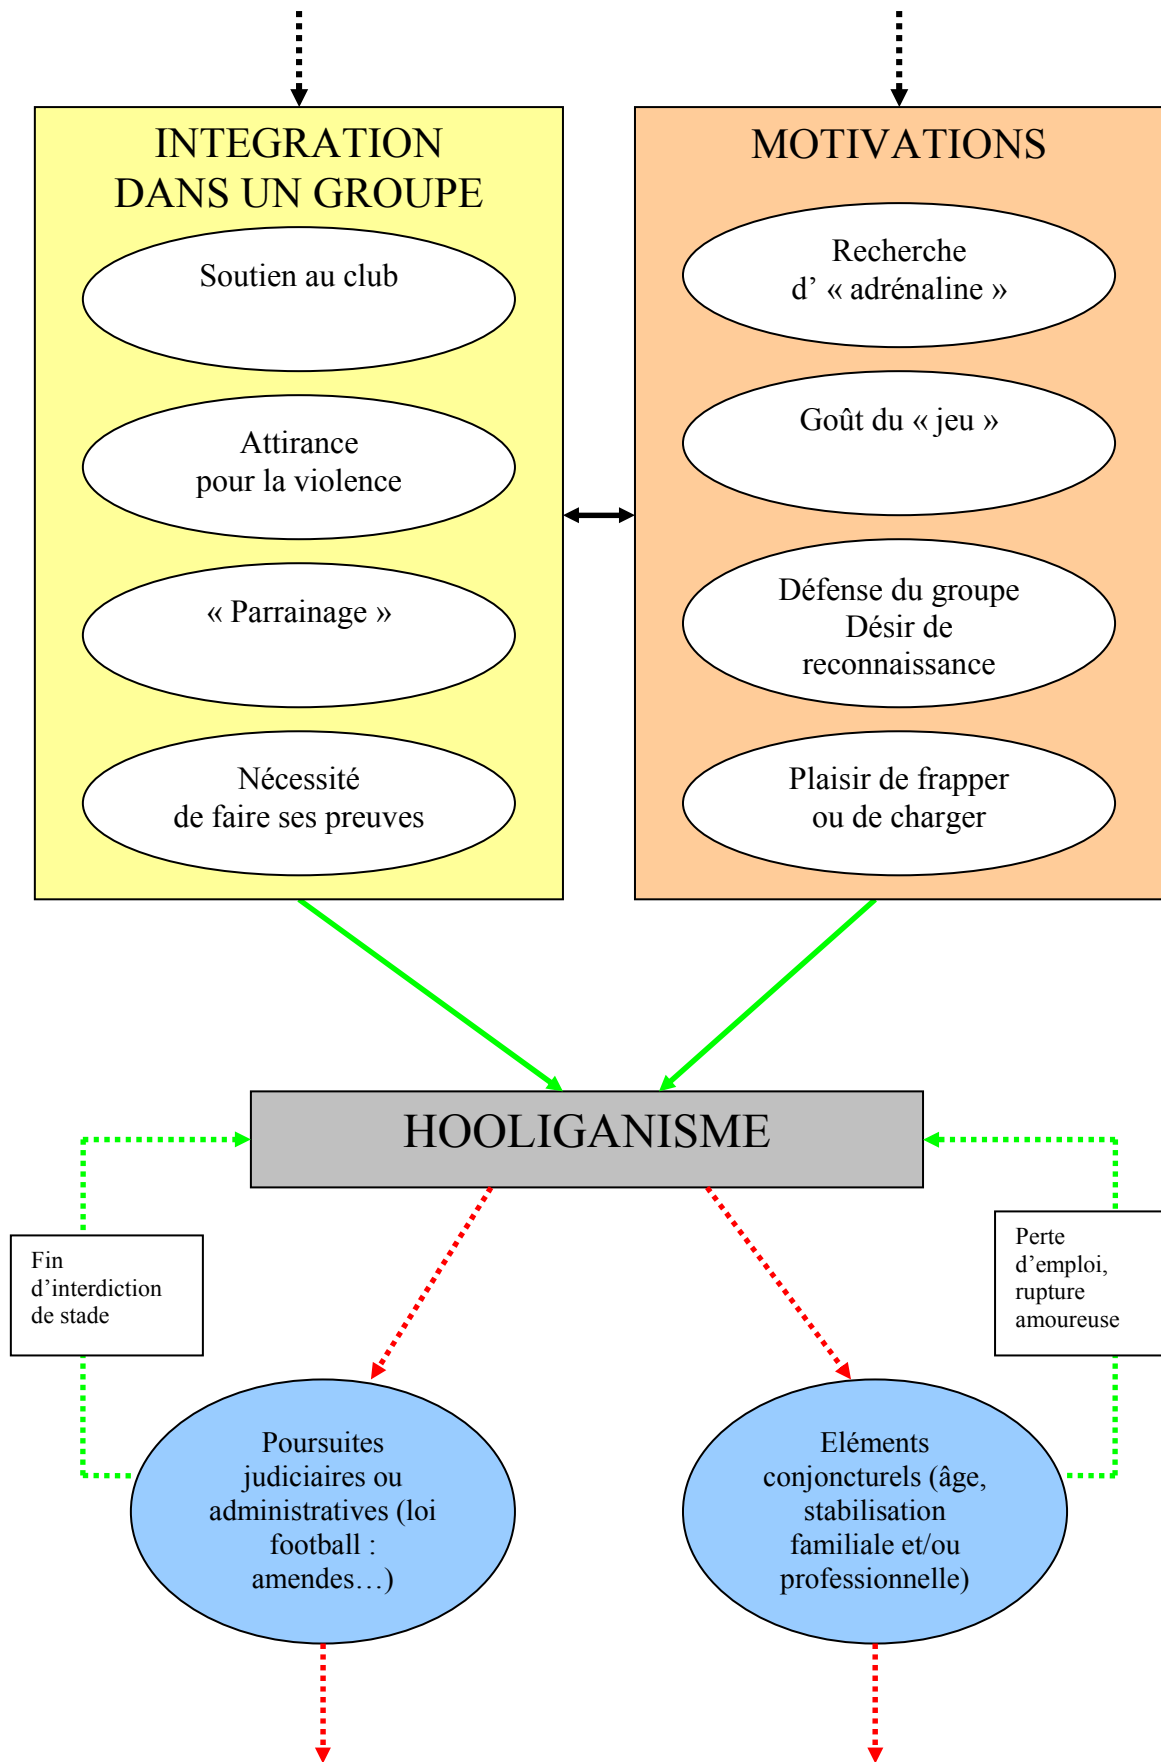 INTEGRATION
DANS UN GROUPE
Soutien au club
Attirance
pour la violence
« Parrainage »
Nécessité
de faire ses preuves
MOTIVATIONS
Recherche
d’ « adrénaline »
Goût du « jeu »
Défense du groupe
Désir de
reconnaissance
Plaisir de frapper
ou de charger
HOOLIGANISME
Fin
d’interdiction
de stade
Perte
d’emploi,
rupture
amoureuse
Poursuites
judiciaires ou
administratives (loi
football :
amendes…)
Eléments
conjoncturels (âge,
stabilisation
familiale et/ou
professionnelle)